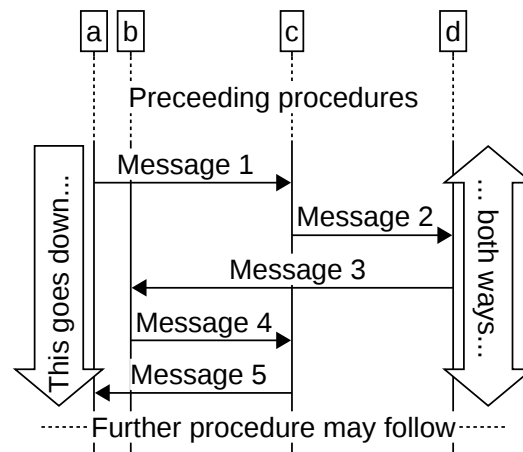 a b c d
Preceeding procedures
Message 1
Message 2
Message 3
Message 4
Message 5
This goes down...
... both ways...
Further procedure may follow